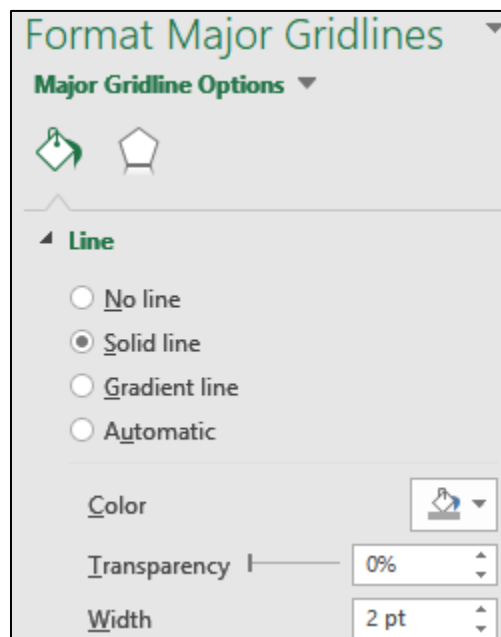 Format Major Gridlines
Major Gridline Options
Line
No line
Solid line
Gradient line
Automatic
Color
Transparency 0%
Width 2 pt